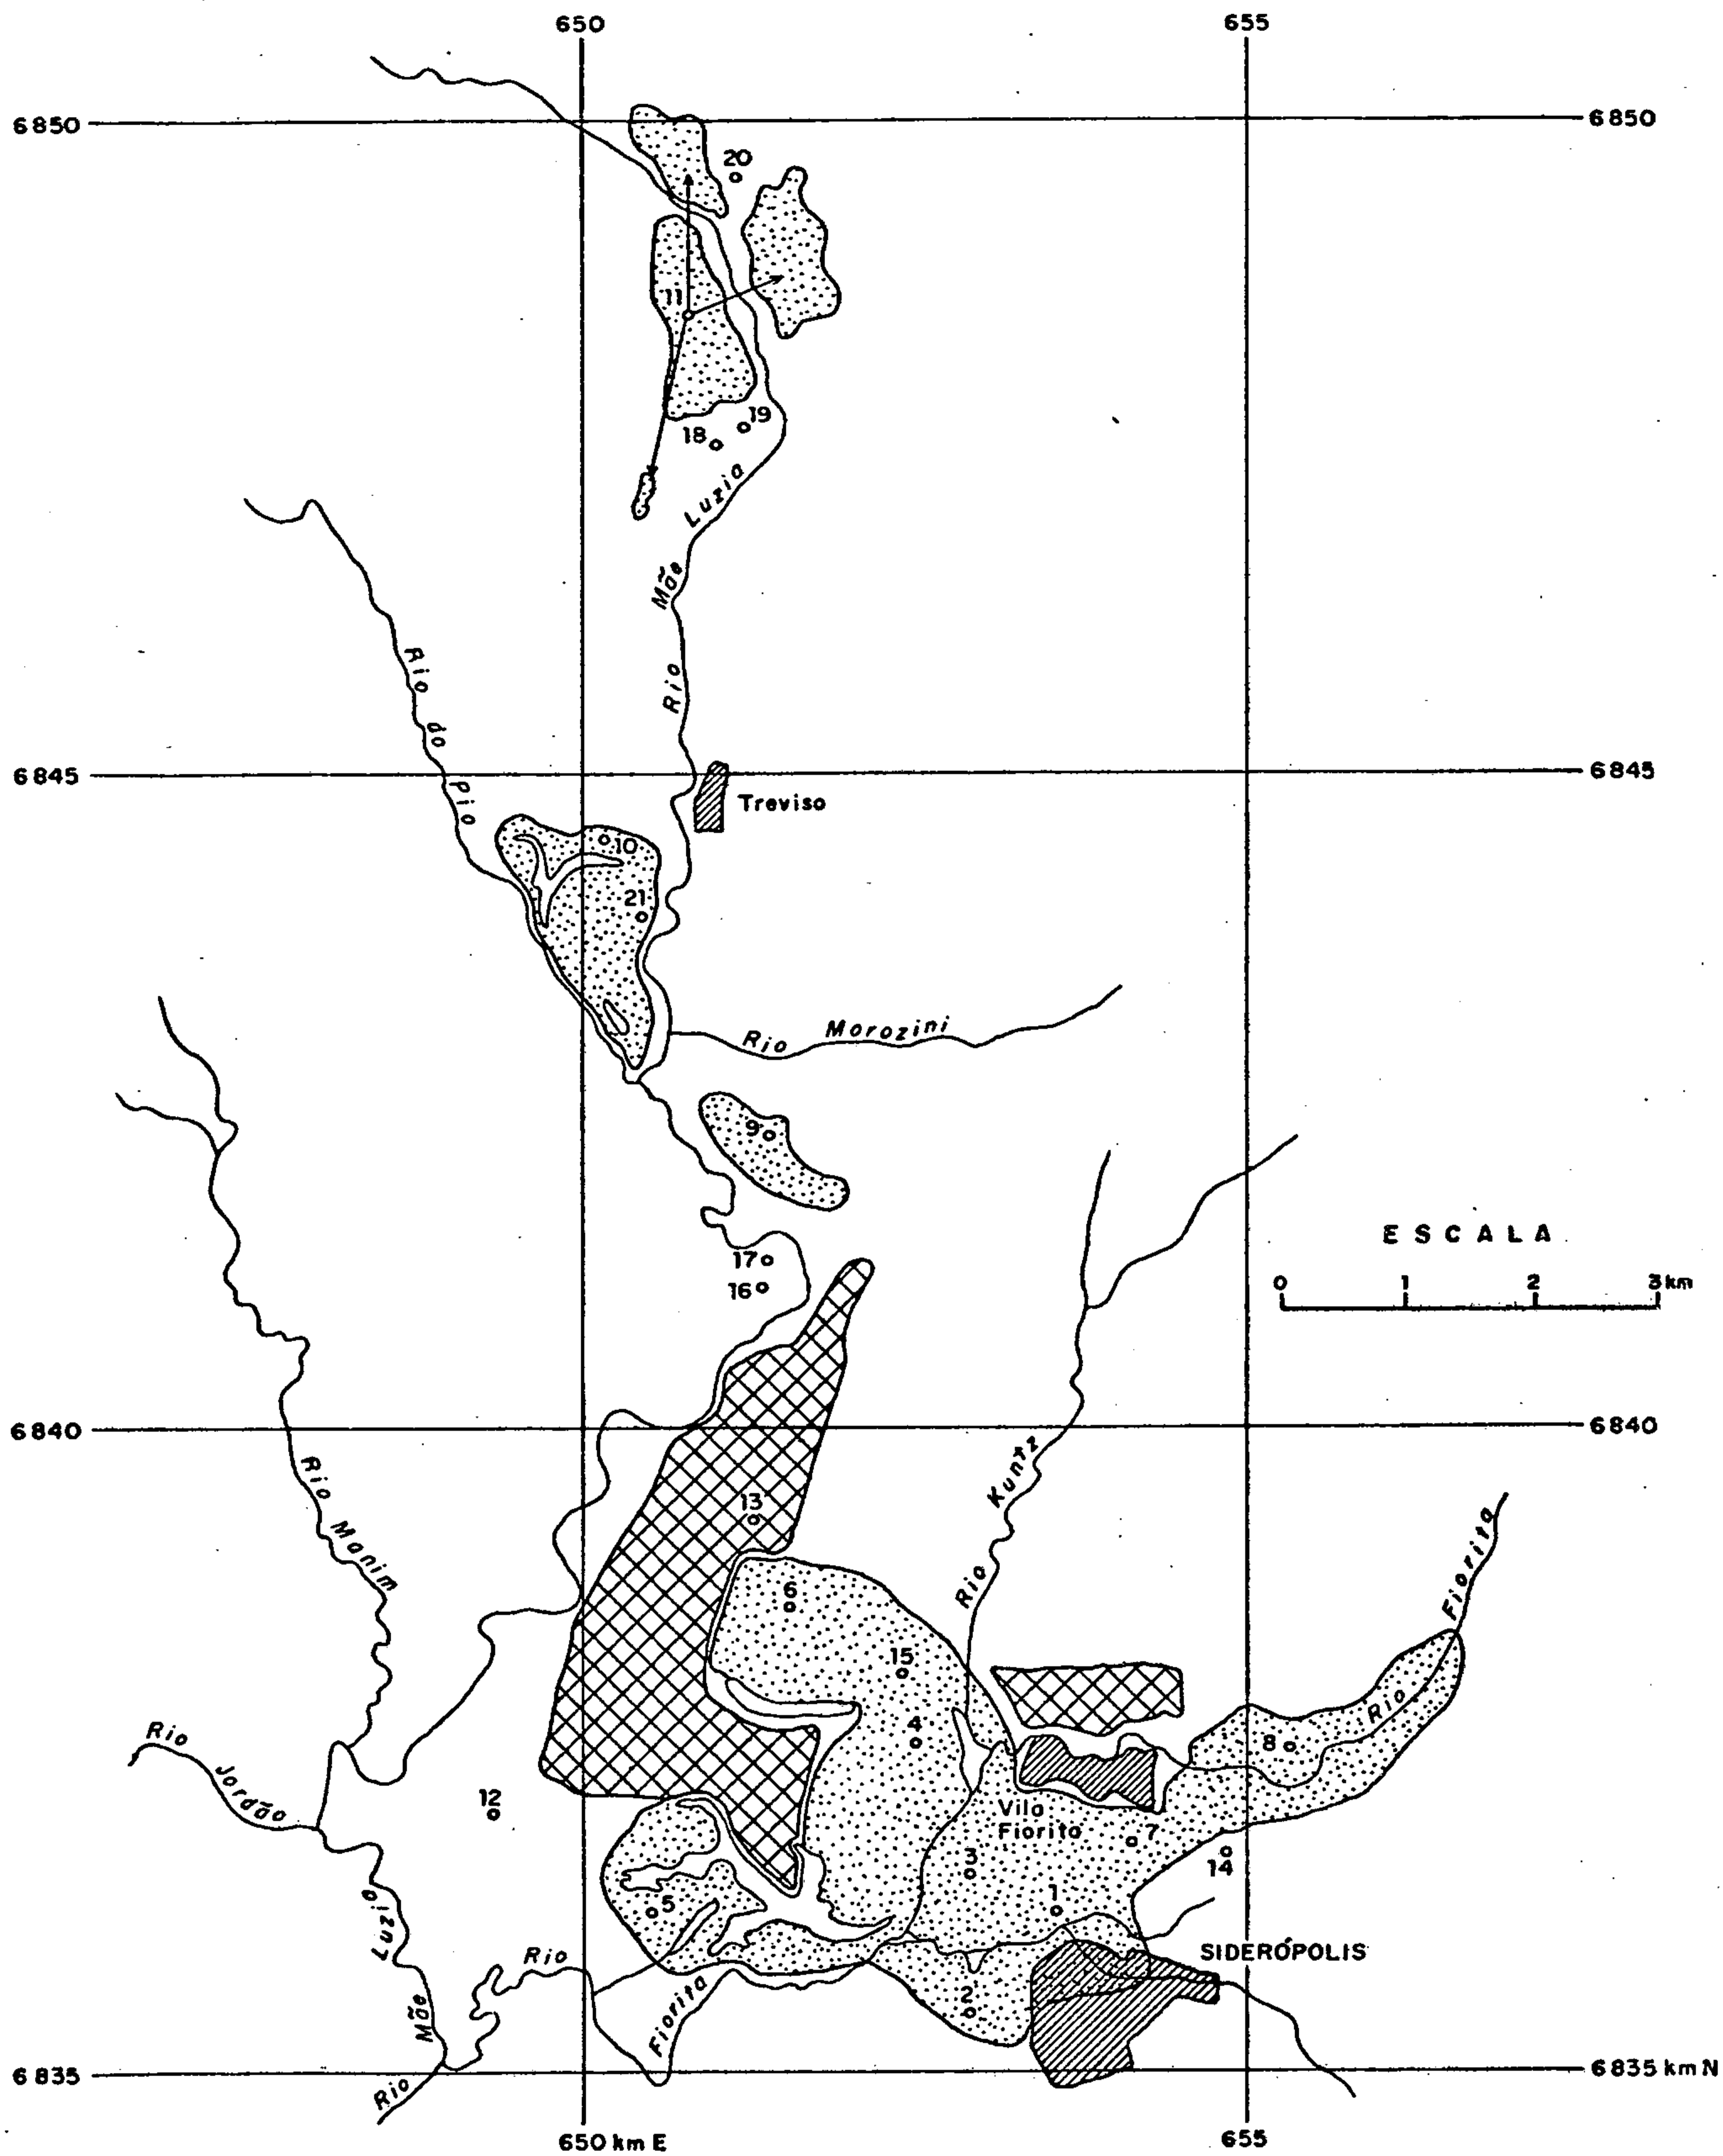 650
655
6850
6850
20
11
19
18
Rio Mãe Luzia
Rio do Pio
6845
6845
Treviso
10
21
Rio Morozini
9
17
16
ESCALA
0 1 2 3 km
6840
6840
Rio Manim
13
Rio Kuntz
Rio Fiorita
6
15
4
8
Rio Jordão
12
Vila
Fiorita
7
3
14
5
1
SIDERÓPOLIS
2
Rio Fiorita
Rio Mãe Luzia
6835
6835 km N
650 km E
655